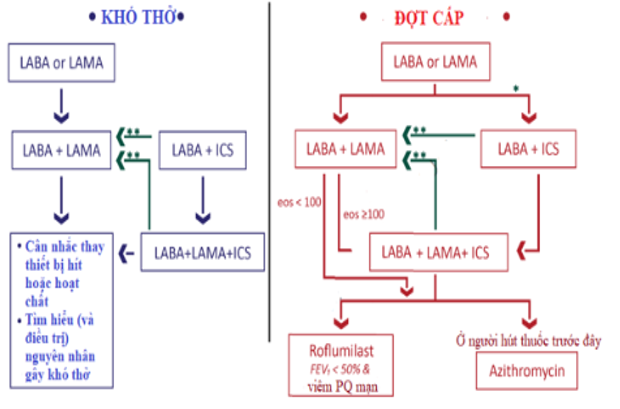 • KHÓ THỞ •
LABA or LAMA
LABA + LAMA
**
**
LABA + ICS
• Cân nhắc thay
thiết bị hít
hoặc hoạt
chất
• Tìm hiểu (và
điều trị)
nguyên nhân
gây khó thở
LABA+LAMA+ICS
• ĐỢT CẤP •
LABA or LAMA
*
LABA + LAMA
**
**
LABA + ICS
eos < 100
eos ≥100
LABA + LAMA+ ICS
Roflumilast
FEV₁ < 50% &
viêm PQ mạn
Ở người hút thuốc trước đây
Azithromycin